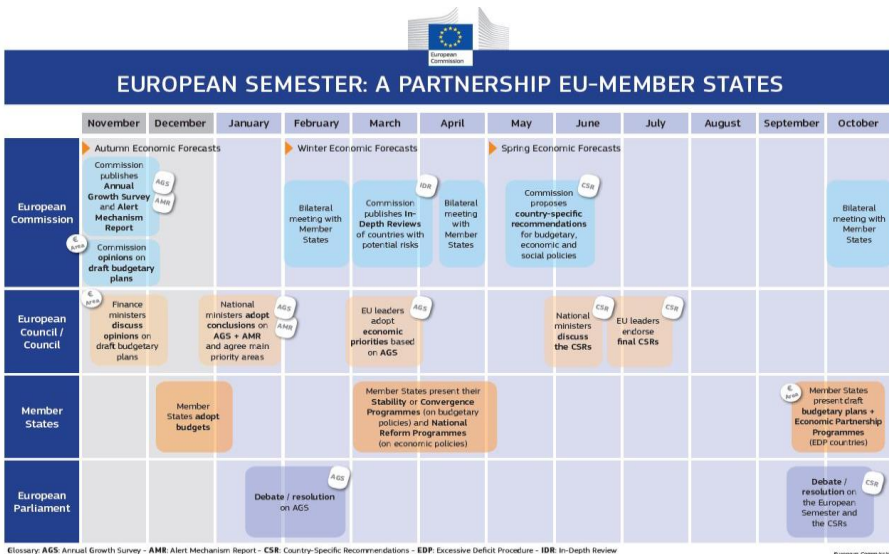 European
Commission
EUROPEAN SEMESTER: A PARTNERSHIP EU-MEMBER STATES
November December January February March April May June July August September October
Autumn Economic Forecasts
Winter Economic Forecasts
Spring Economic Forecasts
European
Commission
Commission
publishes
Annual
Growth Survey
and Alert
Mechanism
Report
AGS
AMR
€
Area
Commission
opinions on
draft budgetary
plans
Bilateral
meeting with
Member
States
IDR
Commission
publishes In-
Depth Reviews
of countries with
potential risks
Bilateral
meeting
with
Member
States
CSR
Commission
proposes
country-specific
recommendations
for budgetary,
economic and
social policies
Bilateral
meeting with
Member
States
European
Council /
Council
€
Area
Finance
ministers
discuss
opinions on
draft budgetary
plans
National
ministers adopt
conclusions on
AGS + AMR
and agree main
priority areas
AGS
AMR
EU leaders
adopt
economic
priorities based
on AGS
AGS
National
ministers
discuss
the CSRs
CSR
EU leaders
endorse
final CSRs
CSR
Member
States
Member
States adopt
budgets
Member States present their
Stability or Convergence
Programmes (on budgetary
policies) and National
Reform Programmes
(on economic policies)
€
Area
Member States
present draft
budgetary plans +
Economic Partnership
Programmes
(EDP countries)
European
Parliament
Debate / resolution
on AGS
AGS
Debate /
resolution on
the European
Semester and
the CSRs
CSR
Glossary: AGS: Annual Growth Survey - AMR: Alert Mechanism Report - CSR: Country-Specific Recommendations - EDP: Excessive Deficit Procedure - IDR: In-Depth Review